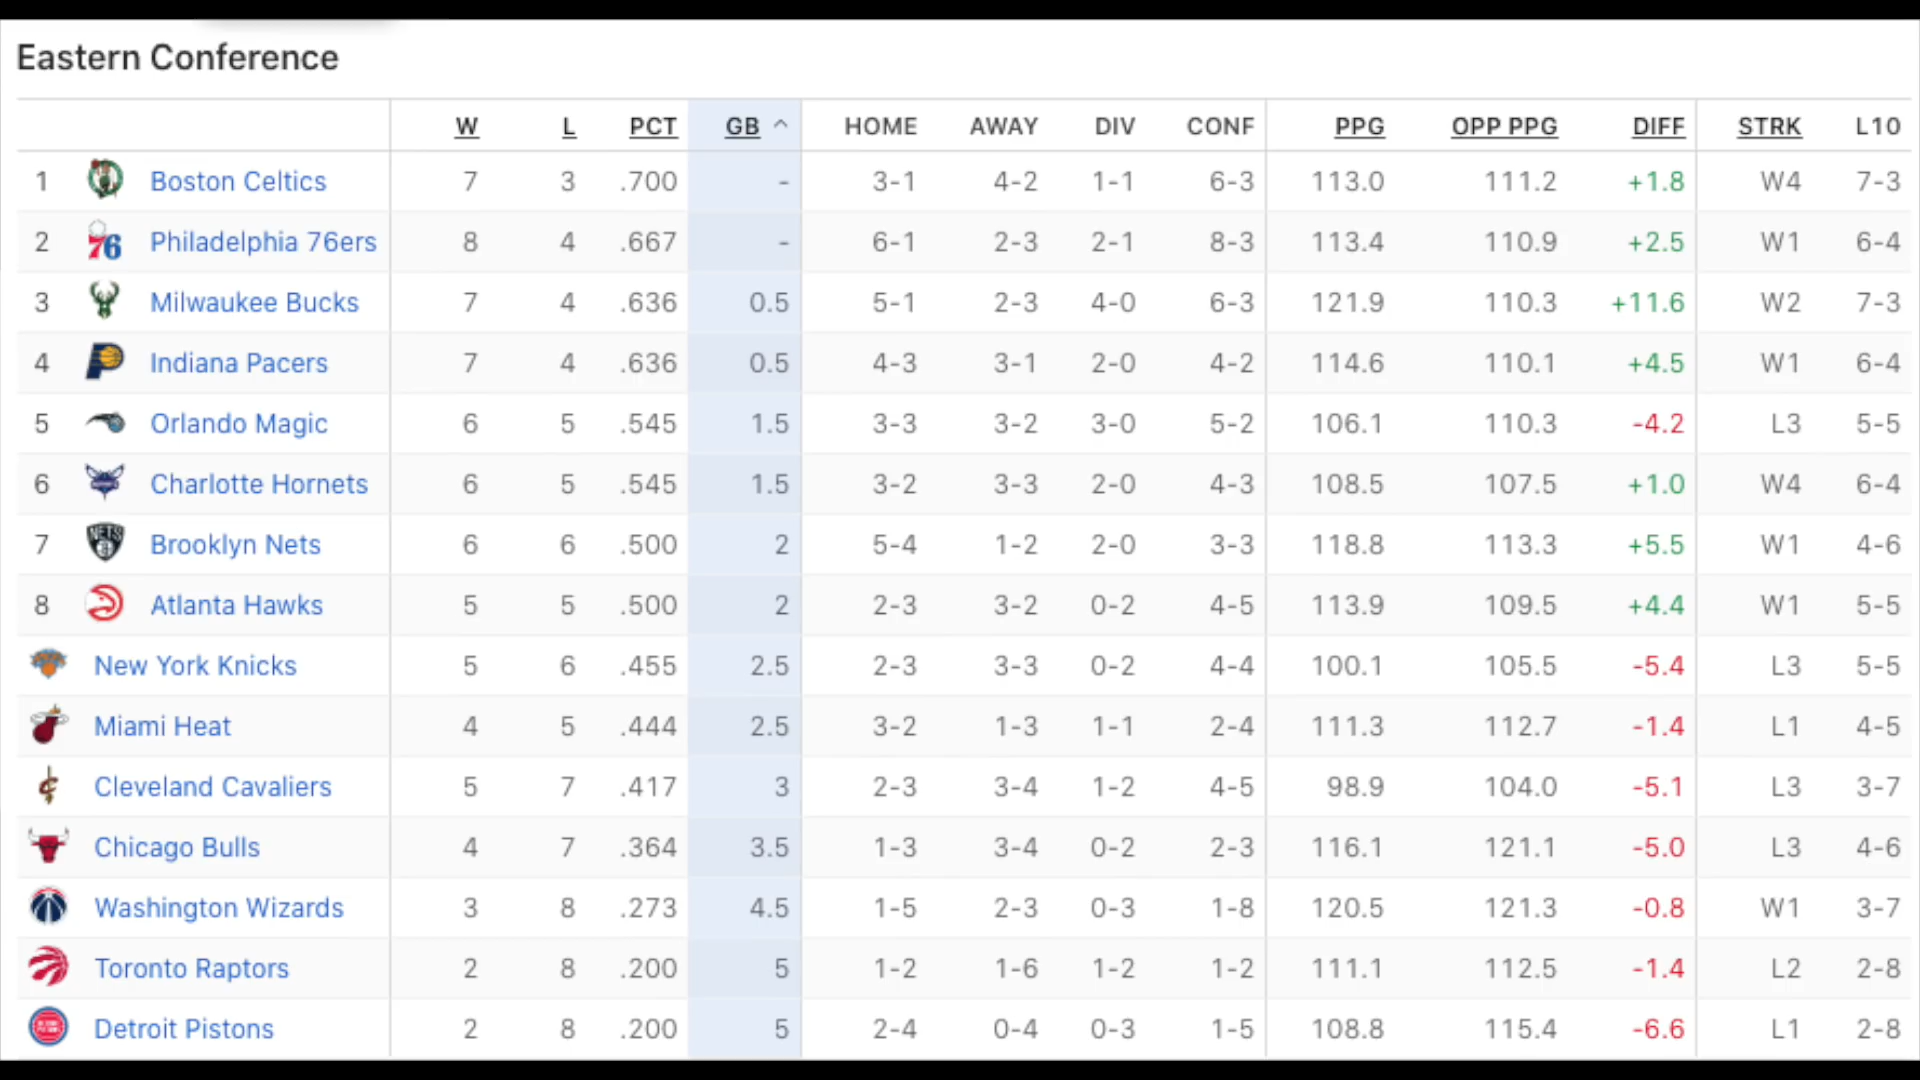 Eastern Conference
W L PCT GB HOME AWAY DIV CONF PPG OPP PPG DIFF STRK L10
1 Boston Celtics 7 3 .700 - 3-1 4-2 1-1 6-3 113.0 111.2 +1.8 W4 7-3
2 76 Philadelphia 76ers 8 4 .667 - 6-1 2-3 2-1 8-3 113.4 110.9 +2.5 W1 6-4
3 Milwaukee Bucks 7 4 .636 0.5 5-1 2-3 4-0 6-3 121.9 110.3 +11.6 W2 7-3
4 Indiana Pacers 7 4 .636 0.5 4-3 3-1 2-0 4-2 114.6 110.1 +4.5 W1 6-4
5 Orlando Magic 6 5 .545 1.5 3-3 3-2 3-0 5-2 106.1 110.3 -4.2 L3 5-5
6 Charlotte Hornets 6 5 .545 1.5 3-2 3-3 2-0 4-3 108.5 107.5 +1.0 W4 6-4
7 NETS Brooklyn Nets 6 6 .500 2 5-4 1-2 2-0 3-3 118.8 113.3 +5.5 W1 4-6
8 Atlanta Hawks 5 5 .500 2 2-3 3-2 0-2 4-5 113.9 109.5 +4.4 W1 5-5
New York Knicks 5 6 .455 2.5 2-3 3-3 0-2 4-4 100.1 105.5 -5.4 L3 5-5
Miami Heat 4 5 .444 2.5 3-2 1-3 1-1 2-4 111.3 112.7 -1.4 L1 4-5
Cleveland Cavaliers 5 7 .417 3 2-3 3-4 1-2 4-5 98.9 104.0 -5.1 L3 3-7
Chicago Bulls 4 7 .364 3.5 1-3 3-4 0-2 2-3 116.1 121.1 -5.0 L3 4-6
Washington Wizards 3 8 .273 4.5 1-5 2-3 0-3 1-8 120.5 121.3 -0.8 W1 3-7
Toronto Raptors 2 8 .200 5 1-2 1-6 1-2 1-2 111.1 112.5 -1.4 L2 2-8
Detroit Pistons 2 8 .200 5 2-4 0-4 0-3 1-5 108.8 115.4 -6.6 L1 2-8